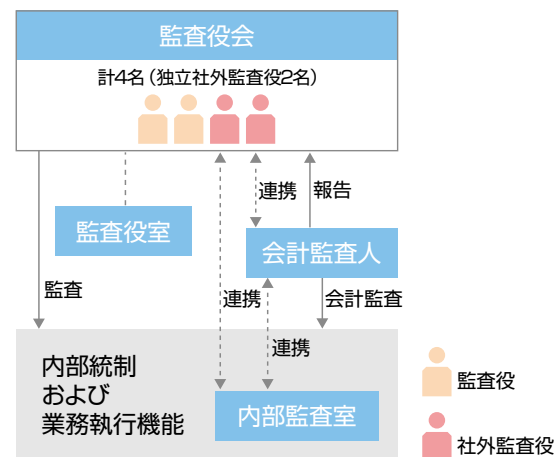 監査役会
計4名（独立社外監査役2名）
連携
報告
監査役室
会計監査人
監査
連携
会計監査
連携
内部統制
および
業務執行機能
内部監査室
監査役
社外監査役